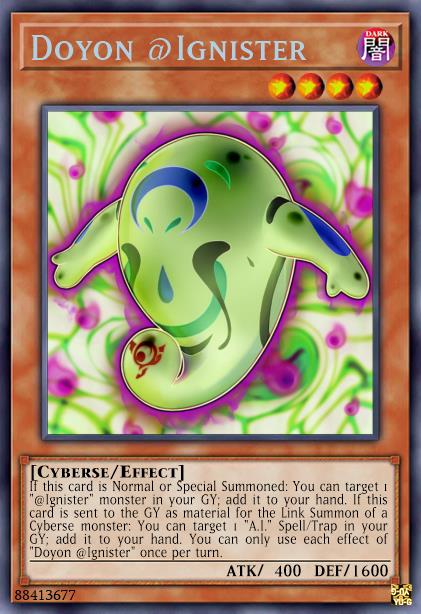 Doyon @Ignister
DARK
闇
[Cyberse/Effect]
If this card is Normal or Special Summoned: You can target 1
"@Ignister" monster in your GY; add it to your hand. If this
card is sent to the GY as material for the Link Summon of a
Cyberse monster: You can target 1 "A.I." Spell/Trap in your
GY; add it to your hand. You can only use each effect of
"Doyon @Ignister" once per turn.
ATK/ 400 DEF/1600
88413677